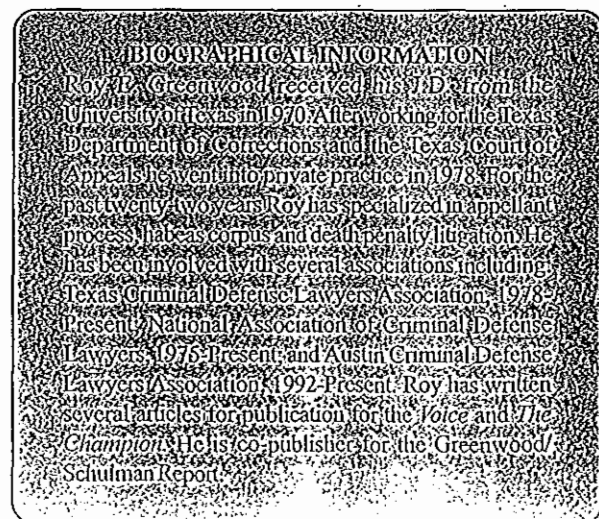 BIOGRAPHICAL INFORMATION
Roy E. Greenwood received his J.D. from the
University of Texas in 1970. After working for the Texas
Department of Corrections and the Texas Court of
Appeals he went into private practice in 1978. For the
past twenty-two years Roy has specialized in appellant
process, habeas corpus and death penalty litigation. He
has been involved with several associations including:
Texas Criminal Defense Lawyers Association, 1978-
Present, National Association of Criminal Defense
Lawyers, 1976-Present, and Austin Criminal Defense
Lawyers Association, 1992-Present. Roy has written
several articles for publication for the Voice and The
Champion. He is co-publisher for the Greenwood/
Schulman Report.